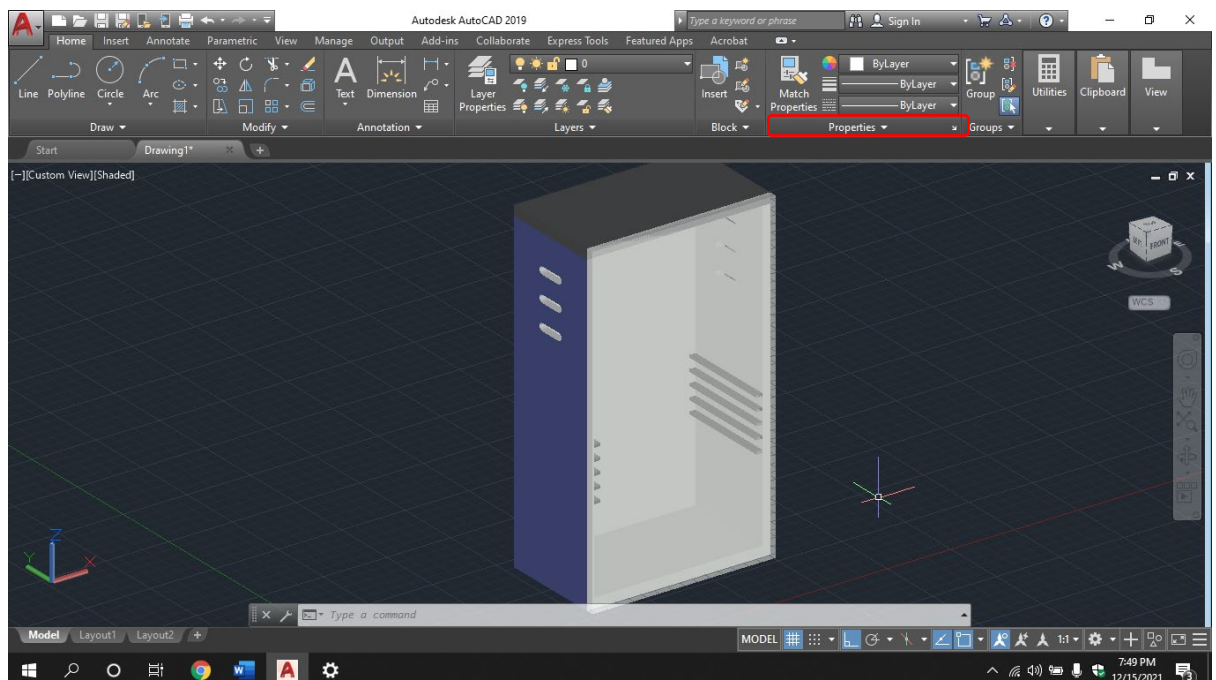 Autodesk AutoCAD 2019
Type a keyword or phrase
Sign In
Home Insert Annotate Parametric View Manage Output Add-ins Collaborate Express Tools Featured Apps Acrobat
Line Polyline Circle Arc
Draw
Modify
Text Dimension
Annotation
Layer
Properties
0
Layers
Insert
Block
Match
Properties
ByLayer
ByLayer
ByLayer
Properties
Group
Groups
Utilities
Clipboard
View
Start Drawing1*
[–][Custom View][Shaded]
FRONT
W S
WCS
Z
Y X
Type a command
Model Layout1 Layout2
MODEL
1:1
7:49 PM
12/15/2021